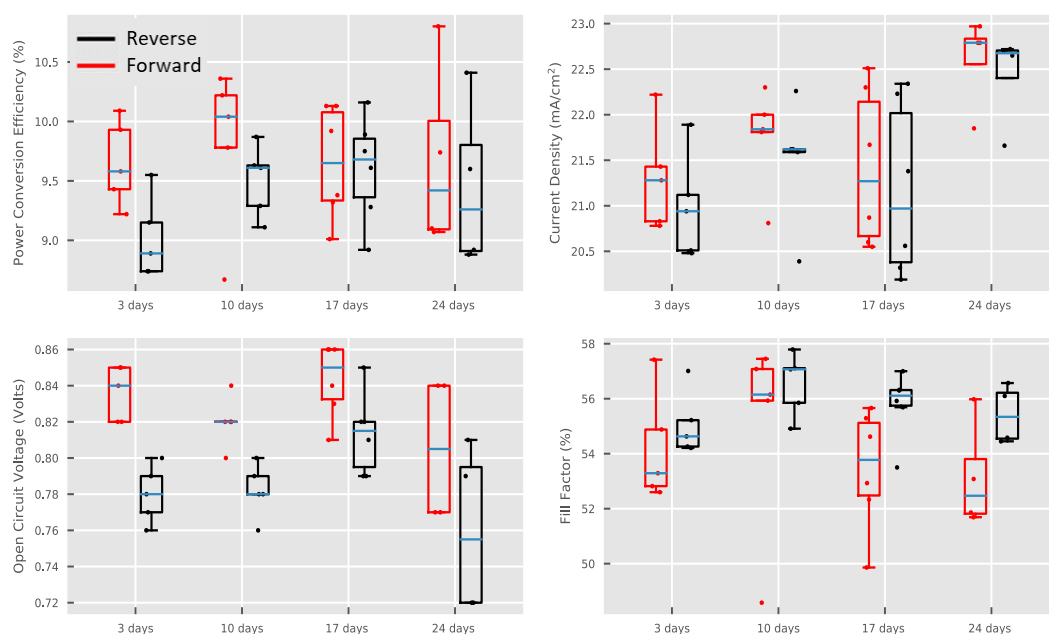 Power Conversion Efficiency (%)
10.5
10.0
9.5
9.0
Reverse
Forward
3 days
10 days
17 days
24 days
Current Density (mA/cm²)
23.0
22.5
22.0
21.5
21.0
20.5
3 days
10 days
17 days
24 days
Open Circuit Voltage (Volts)
0.86
0.84
0.82
0.80
0.78
0.76
0.74
0.72
3 days
10 days
17 days
24 days
Fill Factor (%)
58
56
54
52
50
3 days
10 days
17 days
24 days